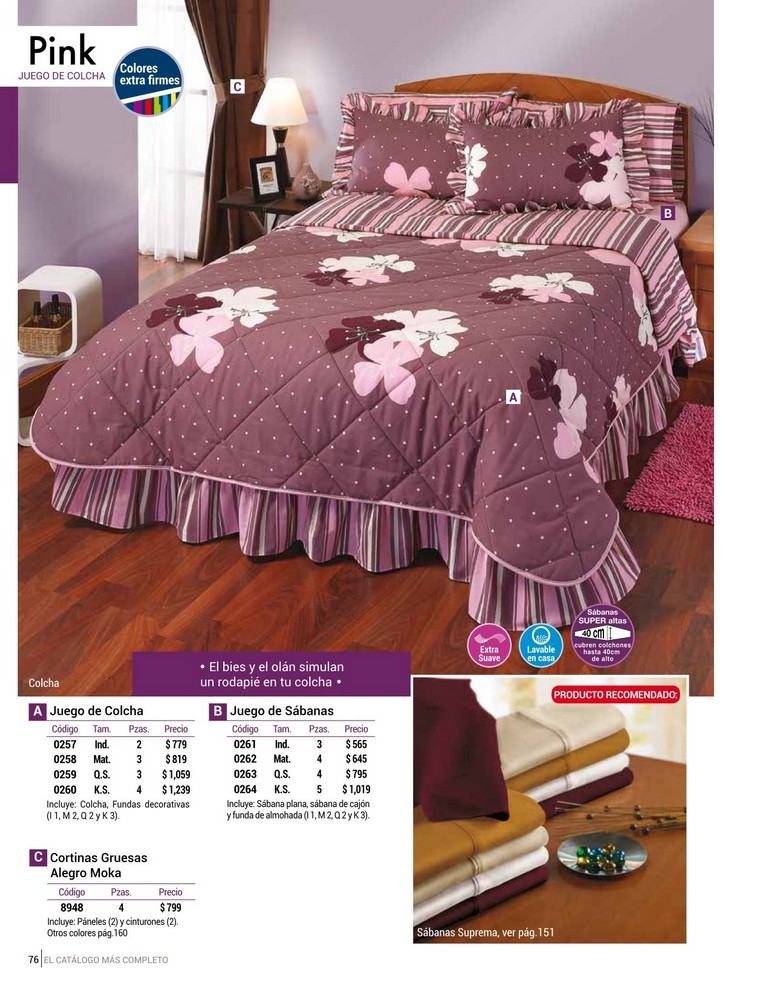 Pink
JUEGO DE COLCHA
Colores
extra firmes
C
B
A
Extra
Suave
Lavable
en casa
Sábanas
SUPER altas
40 cm
cubren colchones
hasta 40cm
de alto
• El bies y el olán simulan
un rodapié en tu colcha •
Colcha
A Juego de Colcha
Código Tam. Pzas. Precio
0257 Ind. 2 $779
0258 Mat. 3 $819
0259 Q.S. 3 $1,059
0260 K.S. 4 $1,239
Incluye: Colcha, Fundas decorativas
(I 1, M 2, Q 2 y K 3).
B Juego de Sábanas
Código Tam. Pzas. Precio
0261 Ind. 3 $565
0262 Mat. 4 $645
0263 Q.S. 4 $795
0264 K.S. 5 $1,019
Incluye: Sábana plana, sábana de cajón
y funda de almohada (I 1, M 2, Q 2 y K 3).
C Cortinas Gruesas
Alegro Moka
Código Pzas. Precio
8948 4 $799
Incluye: Páneles (2) y cinturones (2).
Otros colores pág.160
PRODUCTO RECOMENDADO:
Sábanas Suprema, ver pág.151
76 EL CATÁLOGO MÁS COMPLETO